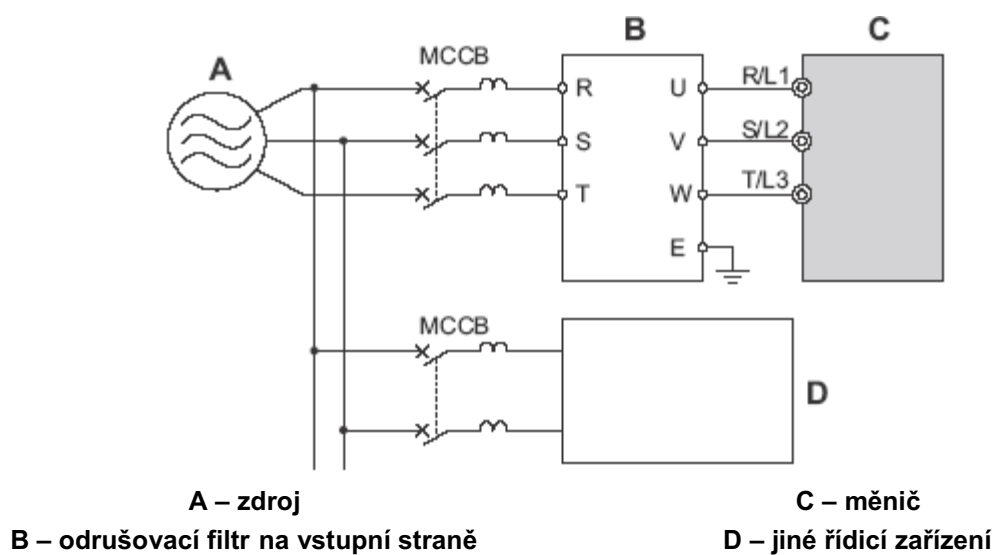 B C
A MCCB
R U R/L1
S V S/L2
T W T/L3
E
MCCB
D
A – zdroj C – měnič
B – odrušovací filtr na vstupní straně D – jiné řídicí zařízení